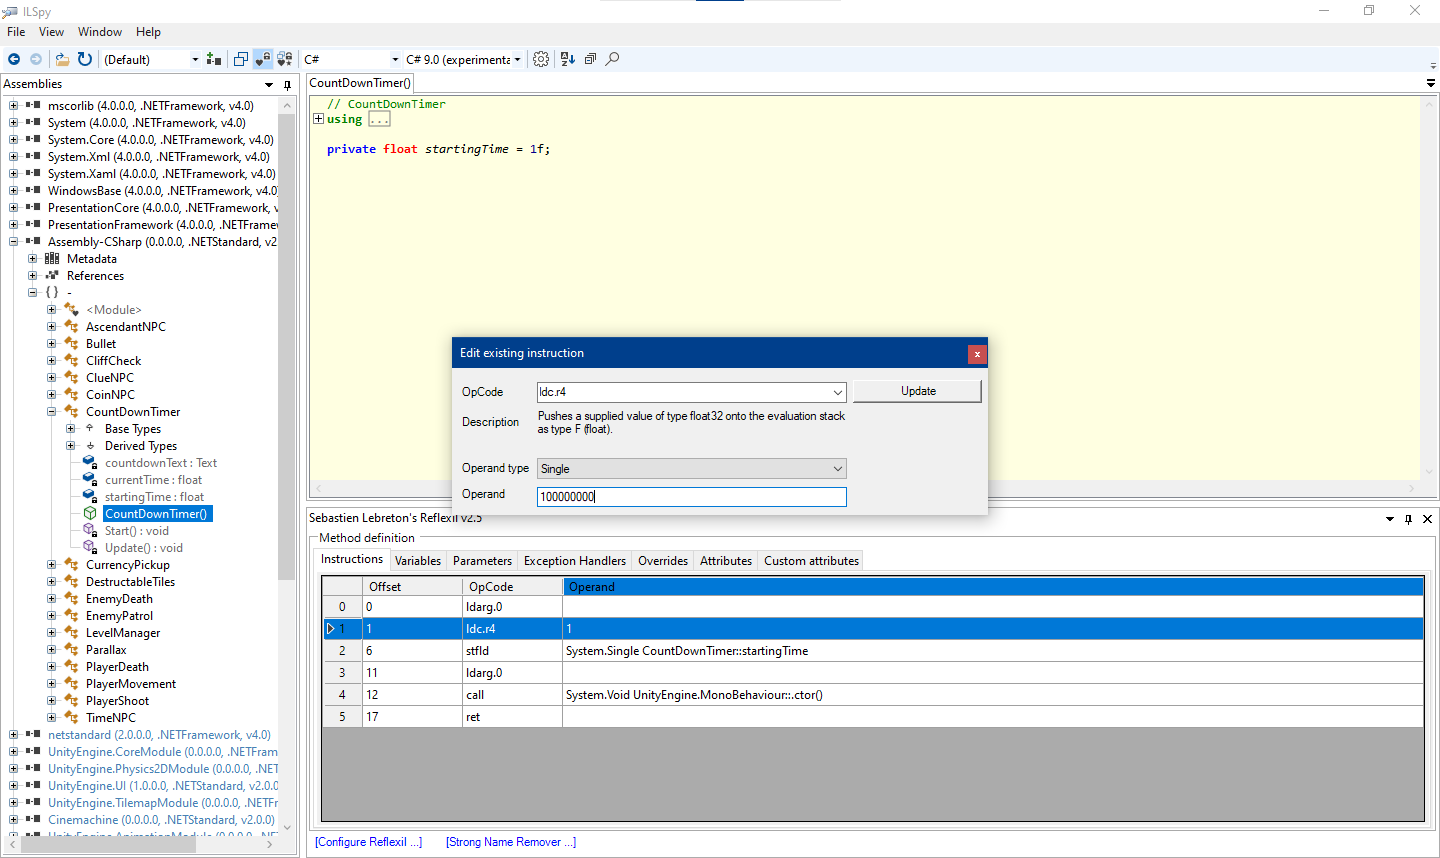 ILSpy
File View Window Help
(Default) C# C# 9.0 (experimenta
Assemblies
mscorlib (4.0.0.0, .NETFramework, v4.0)
System (4.0.0.0, .NETFramework, v4.0)
System.Core (4.0.0.0, .NETFramework, v4.0)
System.Xml (4.0.0.0, .NETFramework, v4.0)
System.Xaml (4.0.0.0, .NETFramework, v4.0)
WindowsBase (4.0.0.0, .NETFramework, v4.0)
PresentationCore (4.0.0.0, .NETFramework, v
PresentationFramework (4.0.0.0, .NETFramew
Assembly-CSharp (0.0.0.0, .NETStandard, v2
Metadata
References
{ } -
<Module>
AscendantNPC
Bullet
CliffCheck
ClueNPC
CoinNPC
CountDownTimer
Base Types
Derived Types
countdownText : Text
currentTime : float
startingTime : float
CountDownTimer()
Start() : void
Update() : void
CurrencyPickup
DestructableTiles
EnemyDeath
EnemyPatrol
LevelManager
Parallax
PlayerDeath
PlayerMovement
PlayerShoot
TimeNPC
netstandard (2.0.0.0, .NETFramework, v4.0)
UnityEngine.CoreModule (0.0.0.0, .NETFram
UnityEngine.Physics2DModule (0.0.0.0, .NET
UnityEngine.UI (1.0.0.0, .NETStandard, v2.0.0
UnityEngine.TilemapModule (0.0.0.0, .NETFr
Cinemachine (0.0.0.0, .NETStandard, v2.0.0)
UnityEngine.AnimationModule (0.0.0.0, .NET
CountDownTimer()
// CountDownTimer
using ...
private float startingTime = 1f;
Edit existing instruction
OpCode ldc.r4 Update
Description Pushes a supplied value of type float32 onto the evaluation stack
as type F (float).
Operand type Single
Operand 100000000
Sebastien Lebreton's Reflexil v2.5
Method definition
Instructions Variables Parameters Exception Handlers Overrides Attributes Custom attributes
Offset OpCode Operand
0 0 ldarg.0
1 1 ldc.r4 1
2 6 stfld System.Single CountDownTimer::startingTime
3 11 ldarg.0
4 12 call System.Void UnityEngine.MonoBehaviour::.ctor()
5 17 ret
[Configure Reflexil ...] [Strong Name Remover ...]